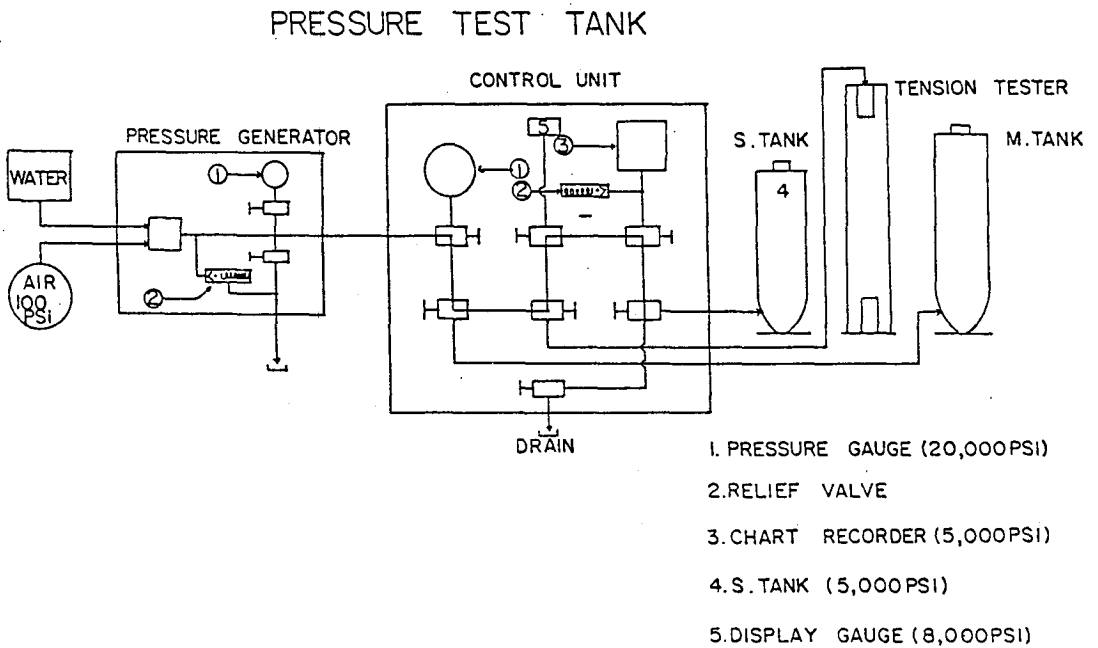 PRESSURE TEST TANK
CONTROL UNIT
TENSION TESTER
PRESSURE GENERATOR
S. TANK
M. TANK
WATER
AIR
100
PSi
1
2
5
3
1
2
4
DRAIN
1. PRESSURE GAUGE (20,000PSI)
2. RELIEF VALVE
3. CHART RECORDER (5,000PSI)
4. S. TANK (5,000PSI)
5. DISPLAY GAUGE (8,000PSI)